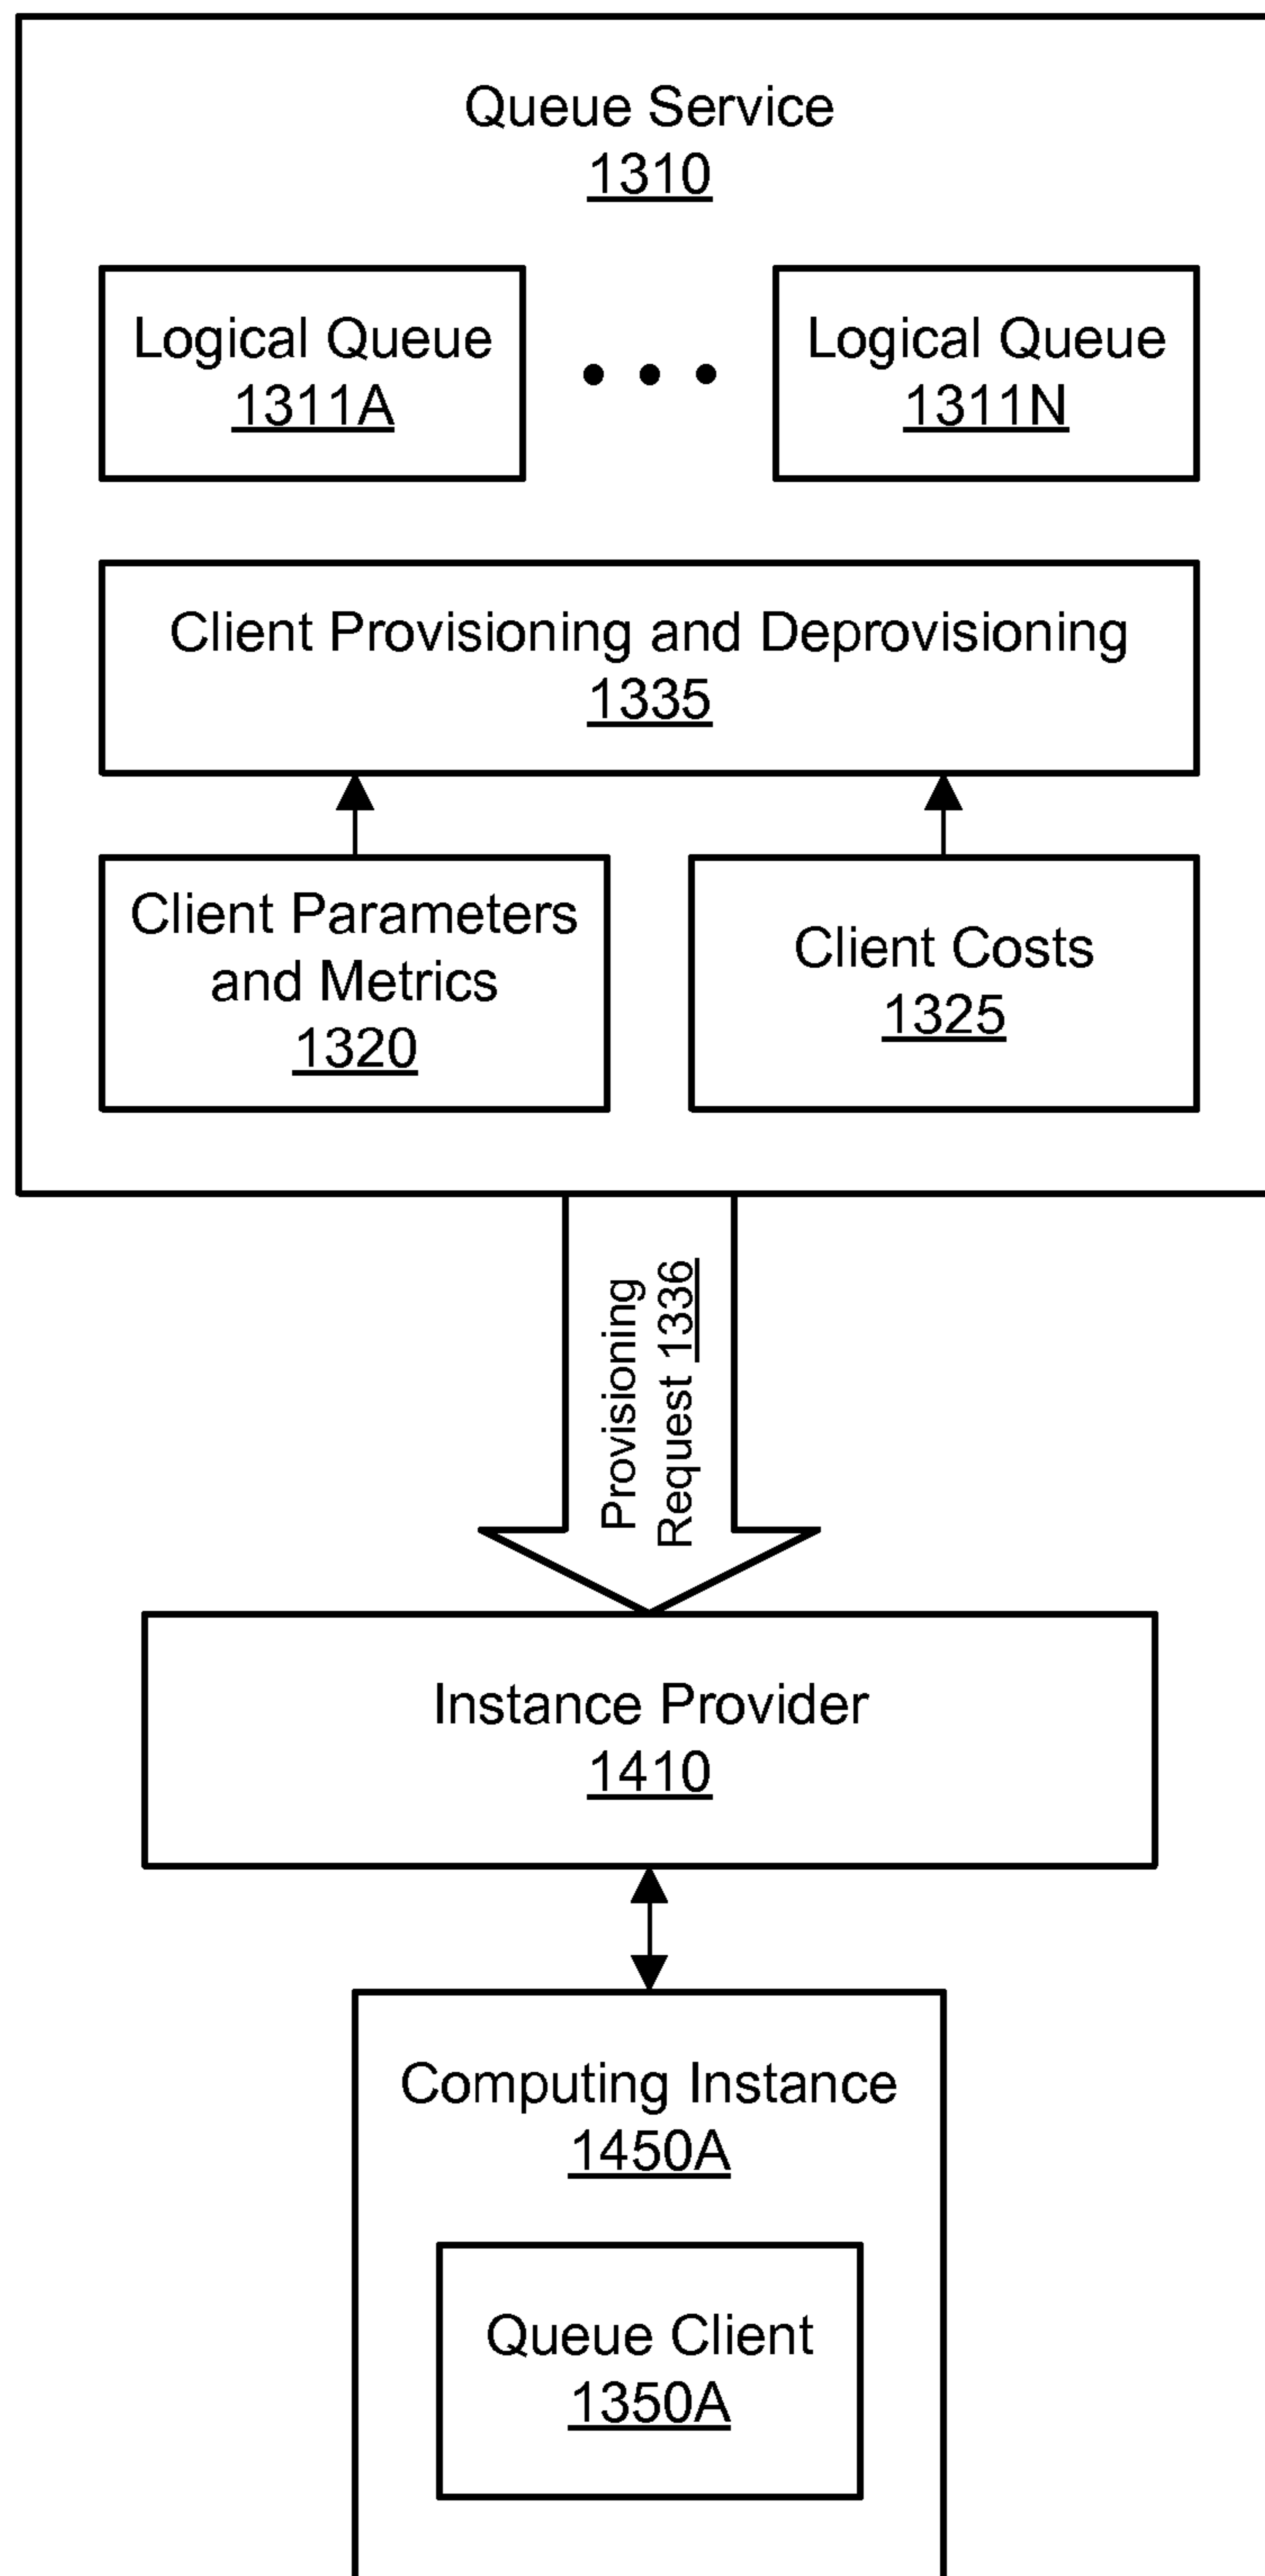 Queue Service
1310
Logical Queue
1311A
Logical Queue
1311N
Client Provisioning and Deprovisioning
1335
Client Parameters
and Metrics
1320
Client Costs
1325
Provisioning
Request 1336
Instance Provider
1410
Computing Instance
1450A
Queue Client
1350A